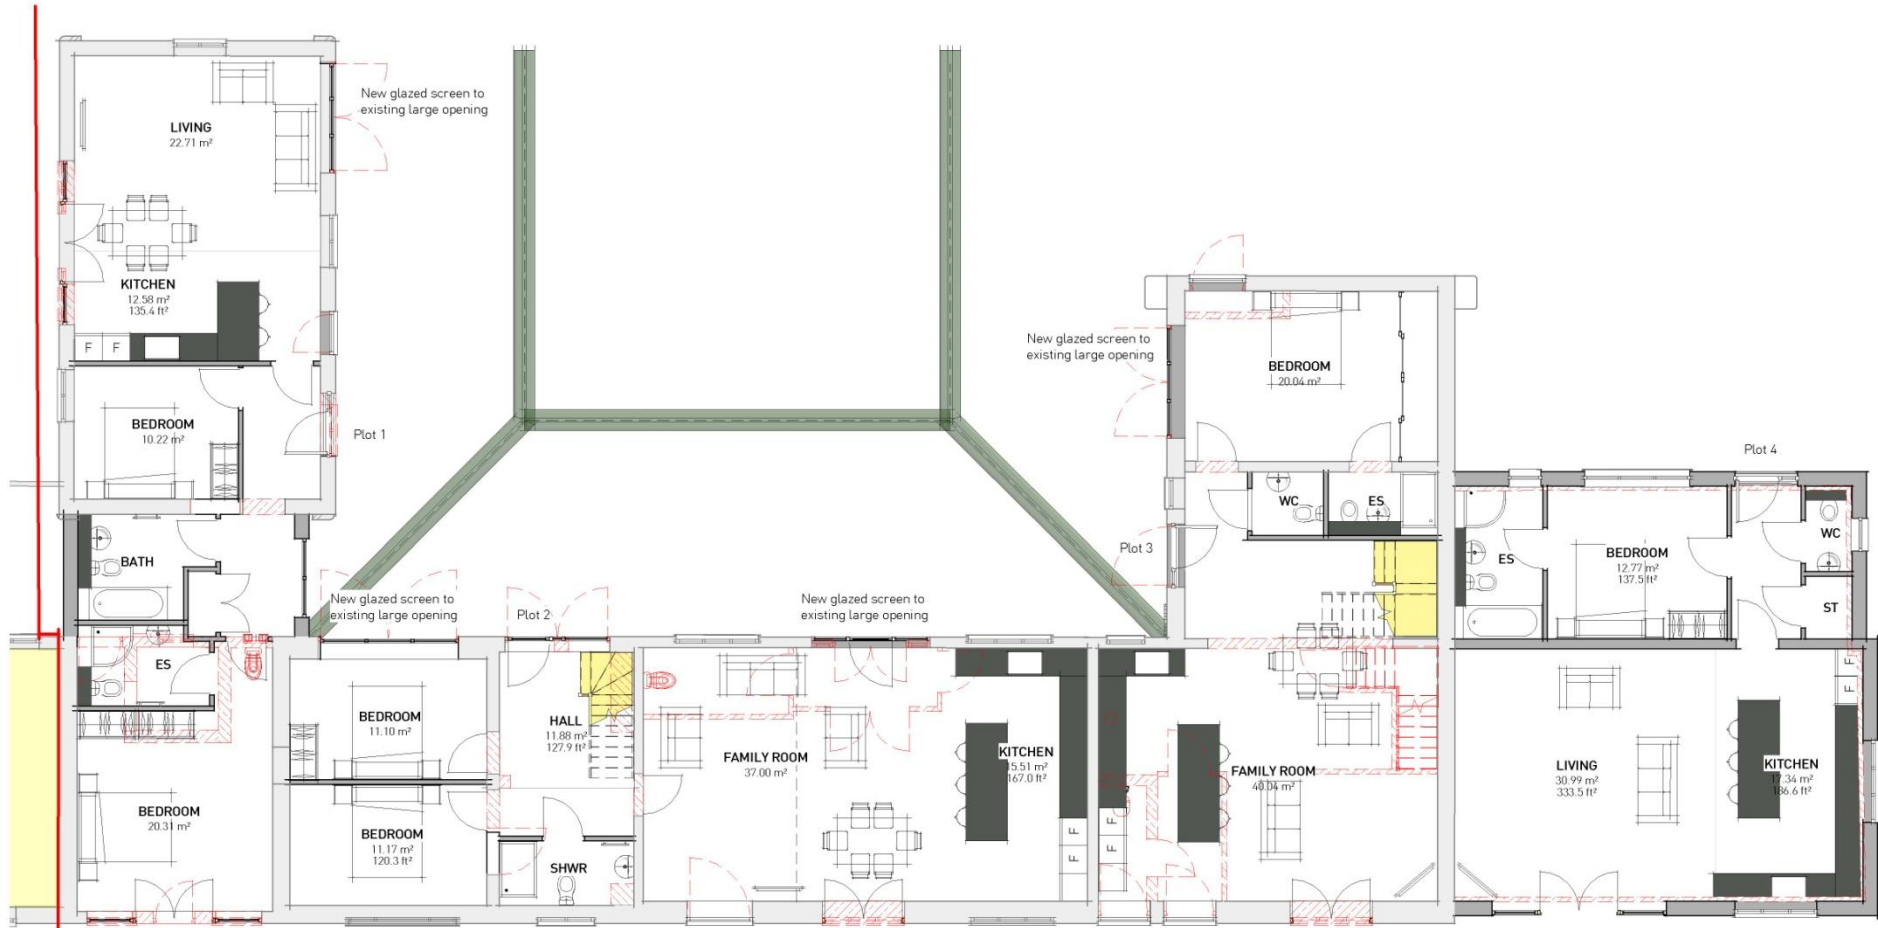 LIVING
22.71 m²
New glazed screen to
existing large opening
KITCHEN
12.58 m²
135.4 ft²
F F
BEDROOM
10.22 m²
Plot 1
BATH
ES
BEDROOM
20.31 m²
New glazed screen to
existing large opening
Plot 2
BEDROOM
11.10 m²
HALL
11.88 m²
127.9 ft²
BEDROOM
11.17 m²
120.3 ft²
SHWR
New glazed screen to
existing large opening
FAMILY ROOM
37.00 m²
KITCHEN
15.51 m²
167.0 ft²
F
F
New glazed screen to
existing large opening
BEDROOM
20.04 m²
WC
ES
Plot 3
FAMILY ROOM
40.04 m²
F
F
Plot 4
ES
BEDROOM
12.77 m²
137.5 ft²
WC
ST
LIVING
30.99 m²
333.5 ft²
KITCHEN
17.34 m²
186.6 ft²
F
F